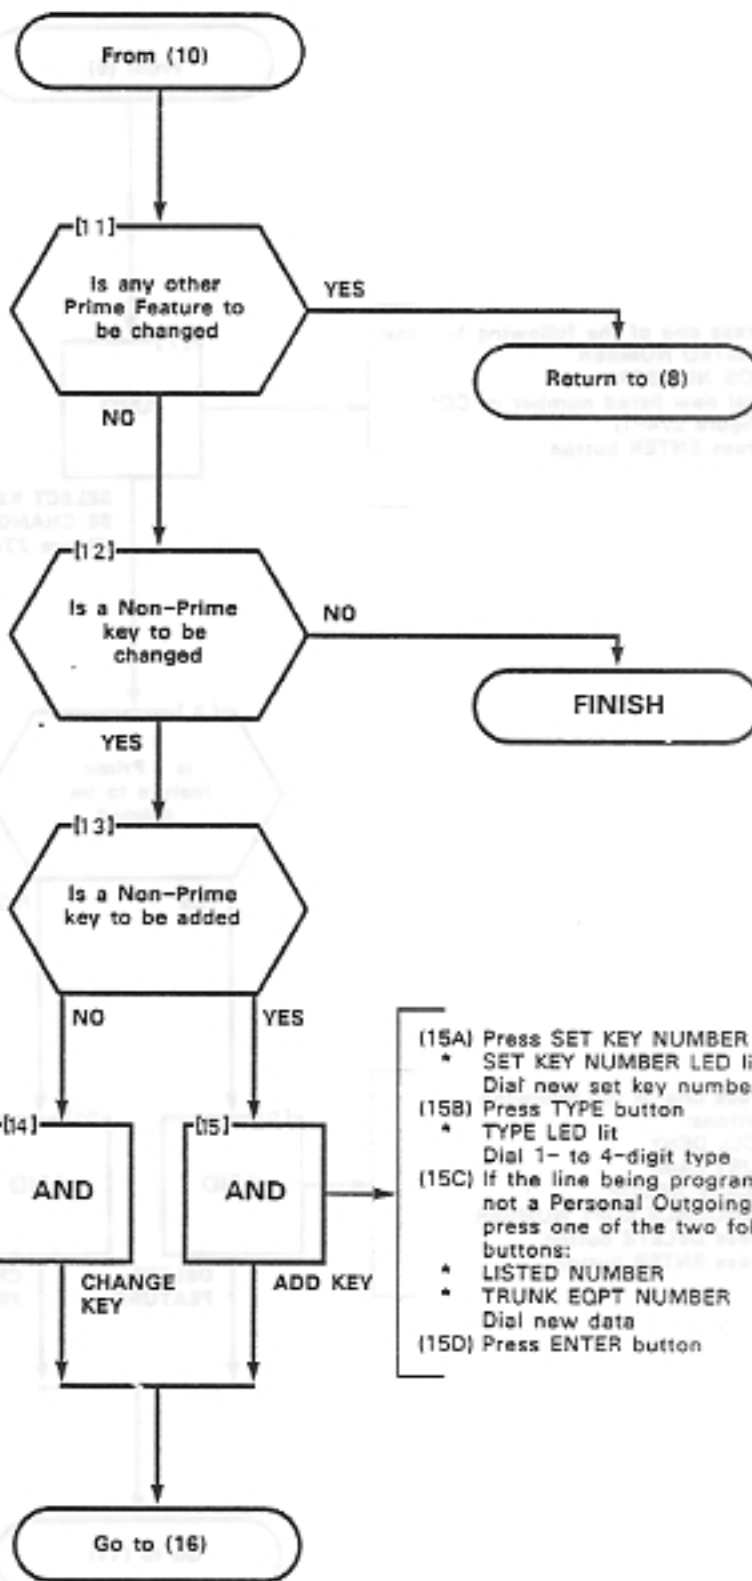 From (10)
[11]
Is any other
Prime Feature to
be changed
YES
Return to (8)
NO
[12]
Is a Non-Prime
key to be
changed
NO
FINISH
YES
[13]
Is a Non-Prime
key to be added
NO
YES
[14]
AND
CHANGE
KEY
[15]
AND
ADD KEY
(15A) Press SET KEY NUMBER
* SET KEY NUMBER LED
Dial new set key
(15B) Press TYPE button
* TYPE LED lit
Dial 1- to 4-digit type
(15C) If the line being
not a Personal Outgoing
press one of the two
buttons:
* LISTED NUMBER
* TRUNK EQPT NUMBER
Dial new data
(15D) Press ENTER button
Go to (16)